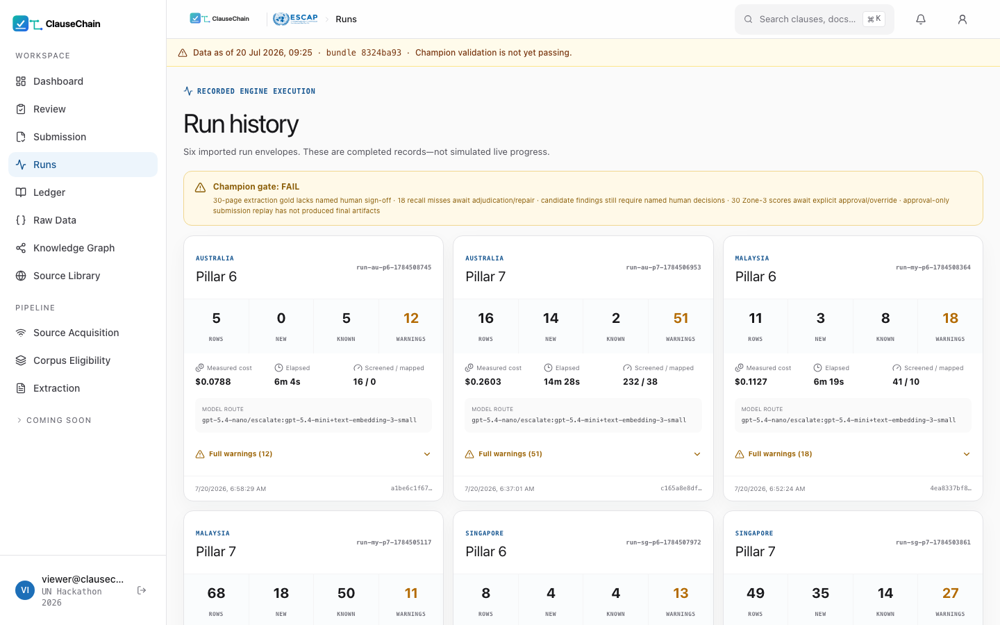 ClauseChain
WORKSPACE
Dashboard
Review
Submission
Runs
Ledger
Raw Data
Knowledge Graph
Source Library
PIPELINE
Source Acquisition
Corpus Eligibility
Extraction
COMING SOON
viewer@clausec...
UN Hackathon
2026
VI
ClauseChain
ESCAP
Runs
Search clauses, docs...
⌘ K
Data as of 20 Jul 2026, 09:25 · bundle 8324ba93 · Champion validation is not yet passing.
RECORDED ENGINE EXECUTION
Run history
Six imported run envelopes. These are completed records—not simulated live progress.
Champion gate: FAIL
30-page extraction gold lacks named human sign-off · 18 recall misses await adjudication/repair · candidate findings still require named human decisions · 30 Zone-3 scores await explicit approval/override · approval-only
submission replay has not produced final artifacts
AUSTRALIA
Pillar 6
run-au-p6-1784508745
5 0 5 12
ROWS NEW KNOWN WARNINGS
Measured cost Elapsed Screened / mapped
$0.0788 6m 4s 16 / 0
MODEL ROUTE
gpt-5.4-nano/escalate:gpt-5.4-mini+text-embedding-3-small
Full warnings (12)
7/20/2026, 6:58:29 AM a1be6c1f67…
AUSTRALIA
Pillar 7
run-au-p7-1784506953
16 14 2 51
ROWS NEW KNOWN WARNINGS
Measured cost Elapsed Screened / mapped
$0.2603 14m 28s 232 / 38
MODEL ROUTE
gpt-5.4-nano/escalate:gpt-5.4-mini+text-embedding-3-small
Full warnings (51)
7/20/2026, 6:37:01 AM c165a8e8df…
MALAYSIA
Pillar 6
run-my-p6-1784508364
11 3 8 18
ROWS NEW KNOWN WARNINGS
Measured cost Elapsed Screened / mapped
$0.1127 6m 19s 41 / 10
MODEL ROUTE
gpt-5.4-nano/escalate:gpt-5.4-mini+text-embedding-3-small
Full warnings (18)
7/20/2026, 6:52:24 AM 4ea8337bf8…
MALAYSIA
Pillar 7
run-my-p7-1784505117
68 18 50 11
ROWS NEW KNOWN WARNINGS
SINGAPORE
Pillar 6
run-sg-p6-1784507972
8 4 4 13
ROWS NEW KNOWN WARNINGS
SINGAPORE
Pillar 7
run-sg-p7-1784503861
49 35 14 27
ROWS NEW KNOWN WARNINGS